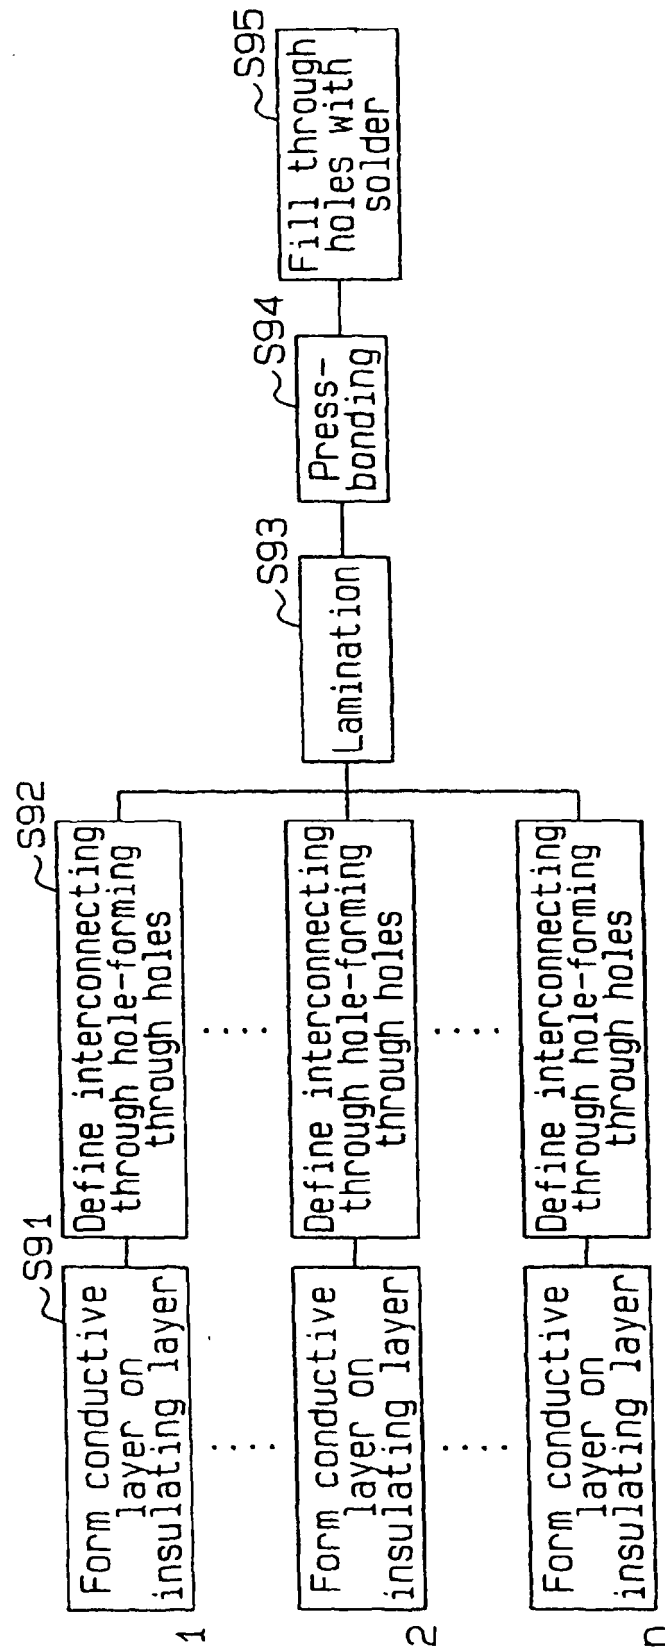 1
S91
Form conductive
layer on
insulating layer
S92
Define interconnecting
through hole-forming
through holes
....
....
2
Form conductive
layer on
insulating layer
Define interconnecting
through hole-forming
through holes
....
....
n
Form conductive
layer on
insulating layer
Define interconnecting
through hole-forming
through holes
S93
Lamination
S94
Press-
bonding
S95
Fill through
holes with
solder